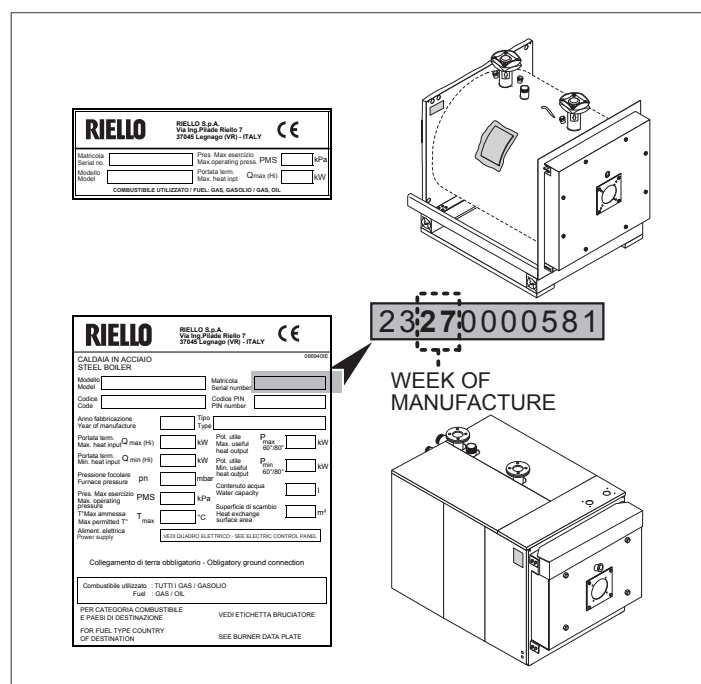 RIELLO
RIELLO S.p.A.
Via Ing.Pilade Riello 7
37045 Legnago (VR) - ITALY
CE
Matricola
Serial no.
Pres. Max esercizio
Max.operating press. PMS kPa
Modello
Model
Portata term.
Max. heat inpt Qmax (Hi) kW
COMBUSTIBILE UTILIZZATO / FUEL: GAS, GASOLIO / GAS, OIL
23270000581
WEEK OF
MANUFACTURE
RIELLO
RIELLO S.p.A.
Via Ing.Pilade Riello 7
37045 Legnago (VR) - ITALY
CE
CALDAIA IN ACCIAIO
STEEL BOILER
068940IE
Modello
Model
Matricola
Serial number
Codice
Code
Codice PIN
PIN number
Anno fabbricazione
Year of manufacture
Tipo
Type
Portata term.
Max. heat input Q max (Hi) kW
Pot. utile
Max. useful
heat output
P max 60°/80° kW
Portata term.
Min. heat input Q min (Hi) kW
Pot. utile
Min. useful
heat output
P min 60°/80° kW
Pressione focolare
Furnace pressure pn mbar
Contenuto acqua
Water capacity l
Pres. Max esercizio
Max. operating
pressure
PMS kPa
Superficie di scambio
Heat exchange
surface area
m²
T°Max ammessa
Max permitted T° T max °C
Aliment. elettrica
Power supply
VEDI QUADRO ELETTRICO - SEE ELECTRIC CONTROL PANEL
Collegamento di terra obbligatorio - Obligatory ground connection
Combustibile utilizzato : TUTTI I GAS / GASOLIO
Fuel : GAS / OIL
PER CATEGORIA COMBUSTIBILE
E PAESI DI DESTINAZIONE
VEDI ETICHETTA BRUCIATORE
FOR FUEL TYPE COUNTRY
OF DESTINATION
SEE BURNER DATA PLATE